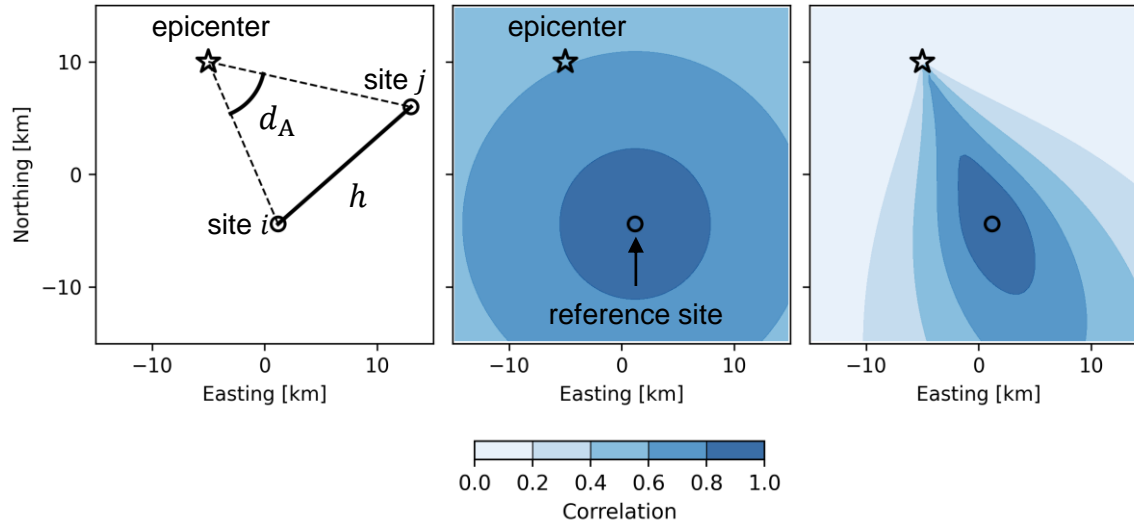 epicenter
site j
d_A
h
site i
15
10
0
−10
Northing [km]
−10
0
10
Easting [km]
epicenter
reference site
−10
0
10
Easting [km]
−10
0
10
Easting [km]
0.0 0.2 0.4 0.6 0.8 1.0
Correlation